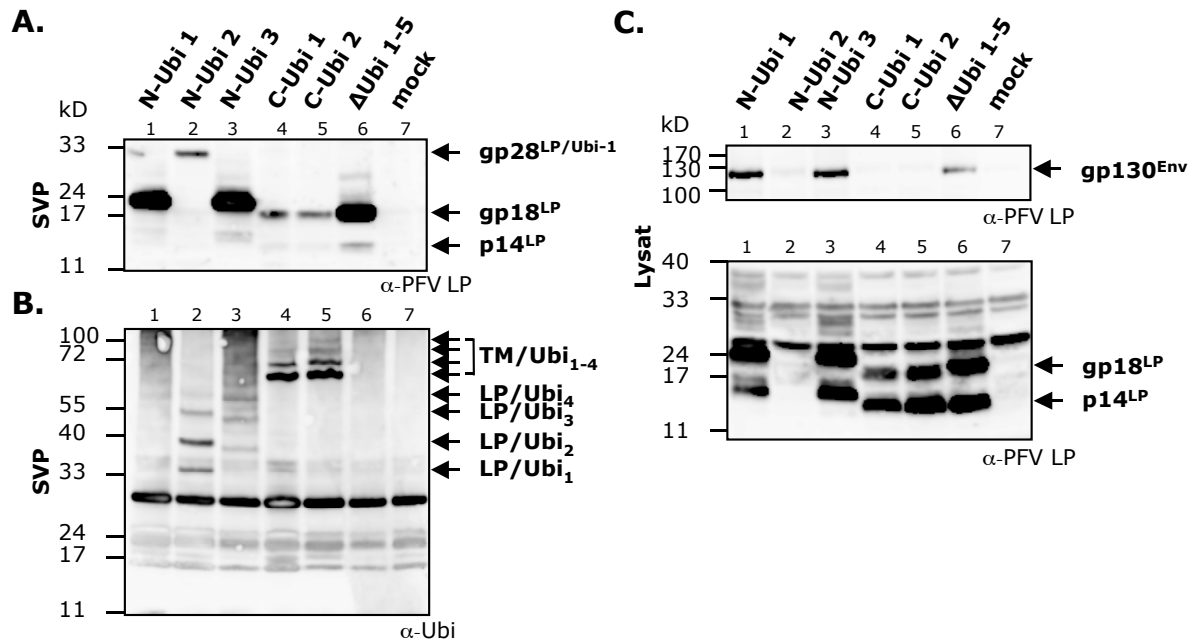 A.
N-Ubi 1
N-Ubi 2
N-Ubi 3
C-Ubi 1
C-Ubi 2
ΔUbi 1-5
mock
kD
1 2 3 4 5 6 7
33
24
17
11
SVP
gp28LP/Ubi-1
gp18LP
p14LP
α-PFV LP
B.
1 2 3 4 5 6 7
100
72
55
40
33
24
17
11
SVP
TM/Ubi1-4
LP/Ubi4
LP/Ubi3
LP/Ubi2
LP/Ubi1
α-Ubi
C.
N-Ubi 1
N-Ubi 2
N-Ubi 3
C-Ubi 1
C-Ubi 2
ΔUbi 1-5
mock
kD
1 2 3 4 5 6 7
170
130
100
gp130Env
α-PFV LP
Lysat
1 2 3 4 5 6 7
40
33
24
17
11
gp18LP
p14LP
α-PFV LP